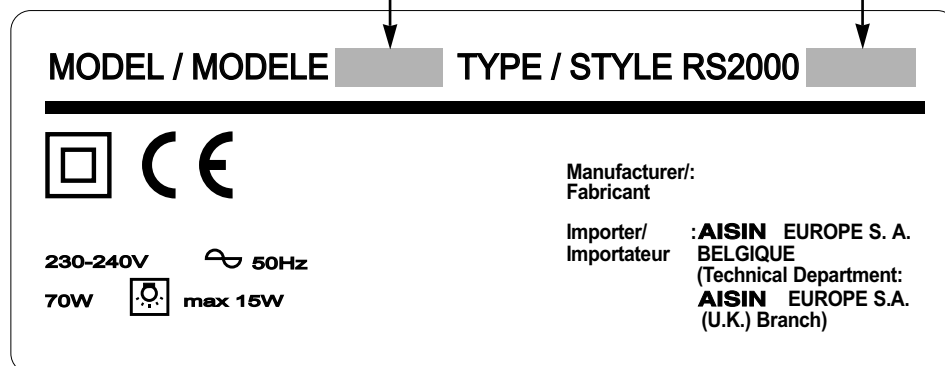 MODEL / MODELE TYPE / STYLE RS2000
CE
Manufacturer/:
Fabricant
Importer/ :AISIN EUROPE S. A.
Importateur BELGIQUE
(Technical Department:
AISIN EUROPE S.A.
(U.K.) Branch)
230-240V 50Hz
70W max 15W